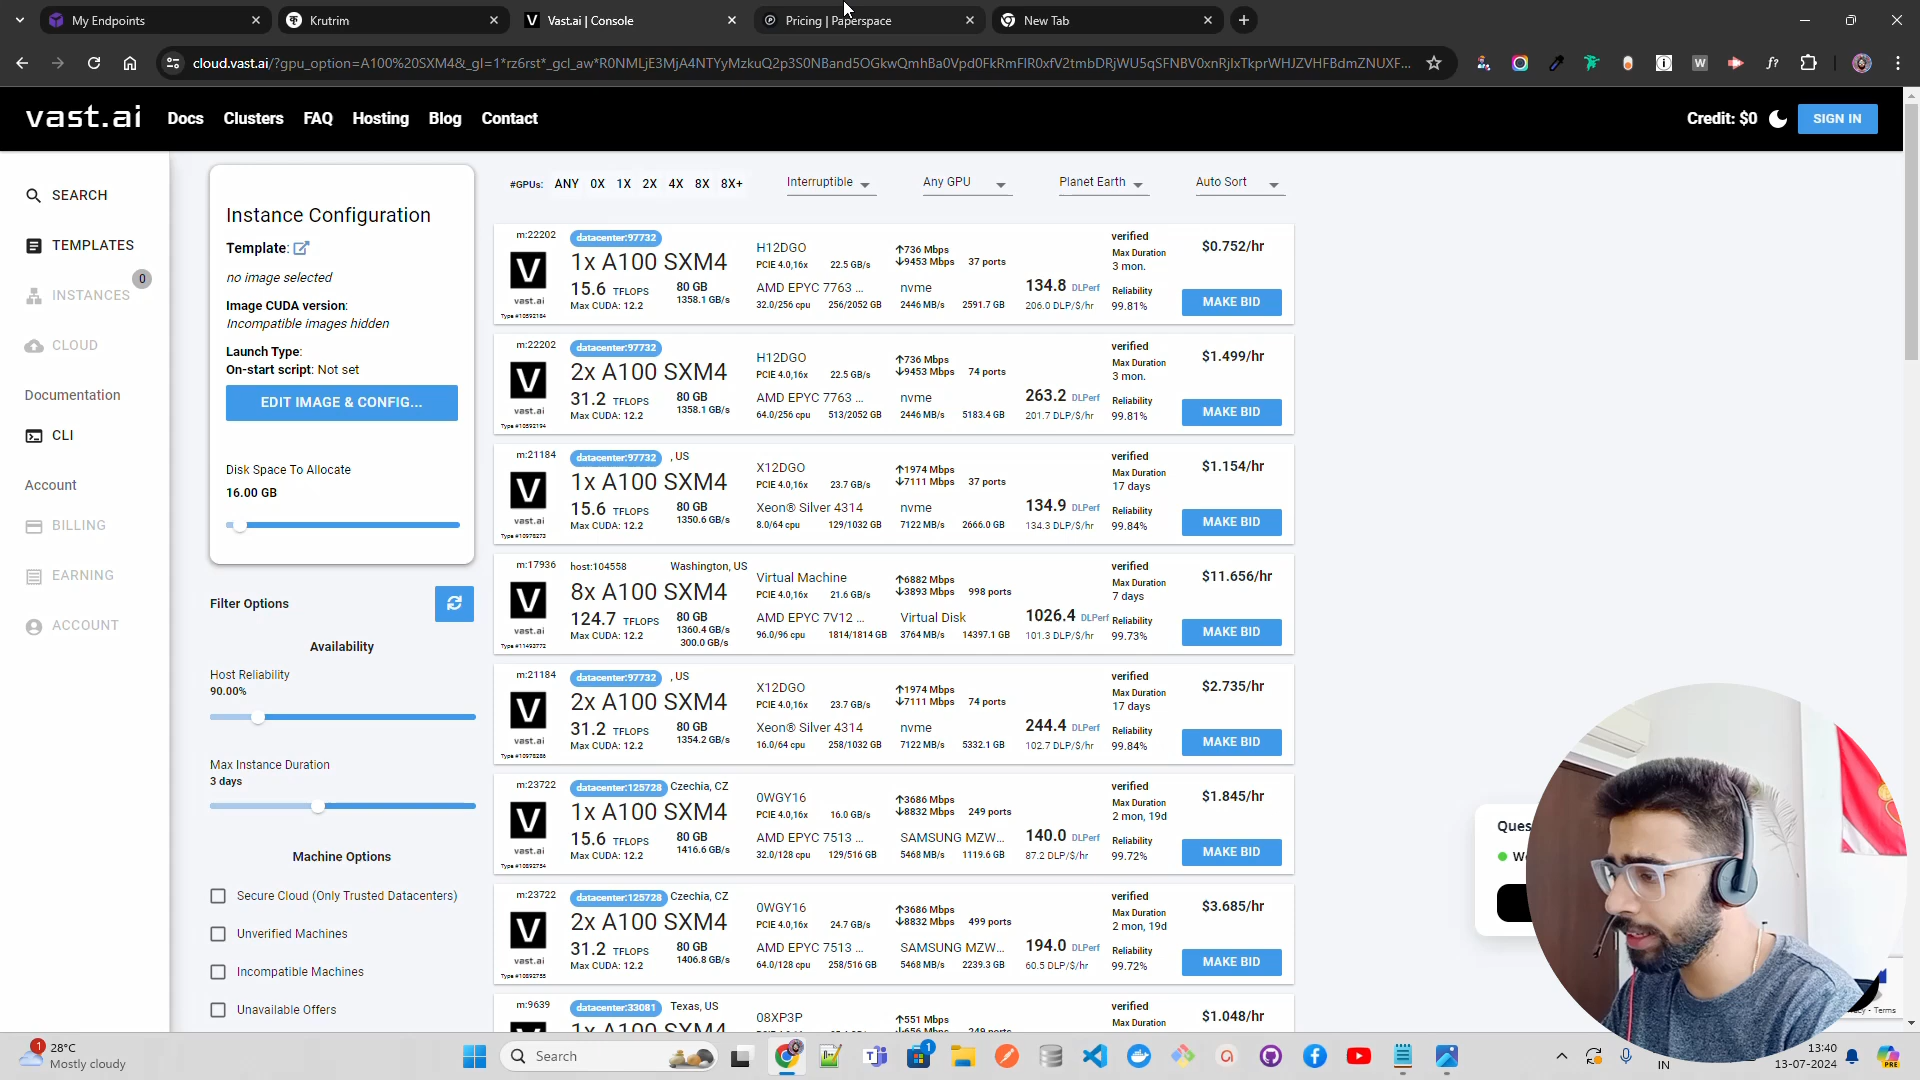 My Endpoints
Krutrim
Vast.ai | Console
Pricing | Paperspace
New Tab
vast.ai
Docs
Clusters
FAQ
Hosting
Blog
Contact
Credit: $0
SIGN IN
SEARCH
TEMPLATES
0
INSTANCES
CLOUD
Documentation
CLI
Account
BILLING
EARNING
ACCOUNT
Instance Configuration
Template:
no image selected
Image CUDA version:
Incompatible images hidden
Launch Type:
On-start script: Not set
EDIT IMAGE & CONFIG...
Disk Space To Allocate
16.00 GB
Filter Options
Availability
Host Reliability
90.00%
Max Instance Duration
3 days
Machine Options
Secure Cloud (Only Trusted Datacenters)
Unverified Machines
Incompatible Machines
Unavailable Offers
#GPUs: ANY 0X 1X 2X 4X 8X 8X+
Interruptible
Any GPU
Planet Earth
Auto Sort
m:22202 datacenter:97732 verified $0.752/hr
1x A100 SXM4 H12DGO ↑736 Mbps Max Duration
PCIE 4.0,16x 22.5 GB/s ↓9453 Mbps 37 ports 3 mon.
15.6 TFLOPS 80 GB AMD EPYC 7763 ... nvme 134.8 DLPerf Reliability
Max CUDA: 12.2 1358.1 GB/s 32.0/256 cpu 256/2052 GB 2446 MB/s 2591.7 GB 206.0 DLP/$/hr 99.81%
vast.ai
MAKE BID
m:22202 datacenter:97732 verified $1.499/hr
2x A100 SXM4 H12DGO ↑736 Mbps Max Duration
PCIE 4.0,16x 22.5 GB/s ↓9453 Mbps 74 ports 3 mon.
31.2 TFLOPS 80 GB AMD EPYC 7763 ... nvme 263.2 DLPerf Reliability
Max CUDA: 12.2 1358.1 GB/s 64.0/256 cpu 513/2052 GB 2446 MB/s 5183.4 GB 201.7 DLP/$/hr 99.81%
vast.ai
MAKE BID
m:21184 datacenter:97732 , US verified $1.154/hr
1x A100 SXM4 X12DGO ↑1974 Mbps Max Duration
PCIE 4.0,16x 23.7 GB/s ↓7111 Mbps 37 ports 17 days
15.6 TFLOPS 80 GB Xeon® Silver 4314 nvme 134.9 DLPerf Reliability
Max CUDA: 12.2 1350.6 GB/s 8.0/64 cpu 129/1032 GB 7122 MB/s 2666.0 GB 134.3 DLP/$/hr 99.84%
vast.ai
MAKE BID
m:17936 host:104558 Washington, US verified $11.656/hr
8x A100 SXM4 Virtual Machine ↑6882 Mbps Max Duration
PCIE 4.0,16x 21.6 GB/s ↓3893 Mbps 998 ports 7 days
124.7 TFLOPS 80 GB AMD EPYC 7V12 ... Virtual Disk 1026.4 DLPerf Reliability
Max CUDA: 12.2 1360.4 GB/s 300.0 GB/s 96.0/96 cpu 1814/1814 GB 3764 MB/s 14397.1 GB 101.3 DLP/$/hr 99.73%
vast.ai
MAKE BID
m:21184 datacenter:97732 , US verified $2.735/hr
2x A100 SXM4 X12DGO ↑1974 Mbps Max Duration
PCIE 4.0,16x 23.7 GB/s ↓7111 Mbps 74 ports 17 days
31.2 TFLOPS 80 GB Xeon® Silver 4314 nvme 244.4 DLPerf Reliability
Max CUDA: 12.2 1354.2 GB/s 16.0/64 cpu 258/1032 GB 7122 MB/s 5332.1 GB 102.7 DLP/$/hr 99.84%
vast.ai
MAKE BID
m:23722 datacenter:125728 Czechia, CZ verified $1.845/hr
1x A100 SXM4 0WGY16 ↑3686 Mbps Max Duration
PCIE 4.0,16x 16.0 GB/s ↓8832 Mbps 249 ports 2 mon, 19d
15.6 TFLOPS 80 GB AMD EPYC 7513 ... SAMSUNG MZW... 140.0 DLPerf Reliability
Max CUDA: 12.2 1416.6 GB/s 32.0/128 cpu 129/516 GB 5468 MB/s 1119.6 GB 87.2 DLP/$/hr 99.72%
vast.ai
MAKE BID
m:23722 datacenter:125728 Czechia, CZ verified $3.685/hr
2x A100 SXM4 0WGY16 ↑3686 Mbps Max Duration
PCIE 4.0,16x 24.7 GB/s ↓8832 Mbps 499 ports 2 mon, 19d
31.2 TFLOPS 80 GB AMD EPYC 7513 ... SAMSUNG MZW... 194.0 DLPerf Reliability
Max CUDA: 12.2 1406.8 GB/s 64.0/128 cpu 258/516 GB 5468 MB/s 2239.3 GB 60.5 DLP/$/hr 99.72%
vast.ai
MAKE BID
m:9639 datacenter:33081 Texas, US verified $1.048/hr
1x A100 SXM4 08XP3P ↑551 Mbps Max Duration
Ques
1
28°C
Mostly cloudy
Search
1
IN
13:40
13-07-2024
Terms